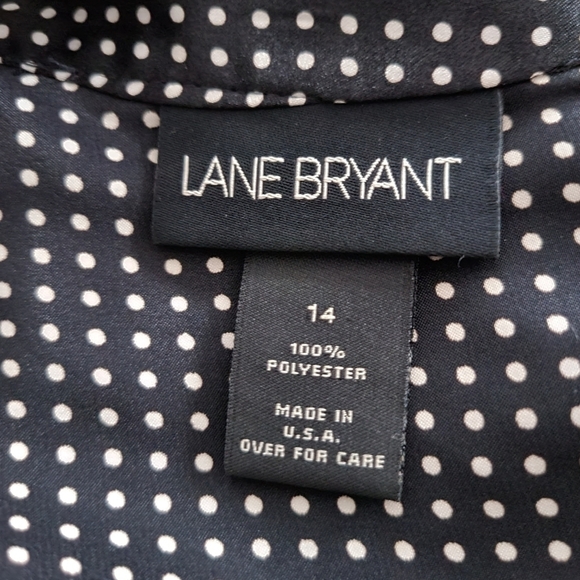 LANE BRYANT
14
100%
POLYESTER
MADE IN
U.S.A.
OVER FOR CARE